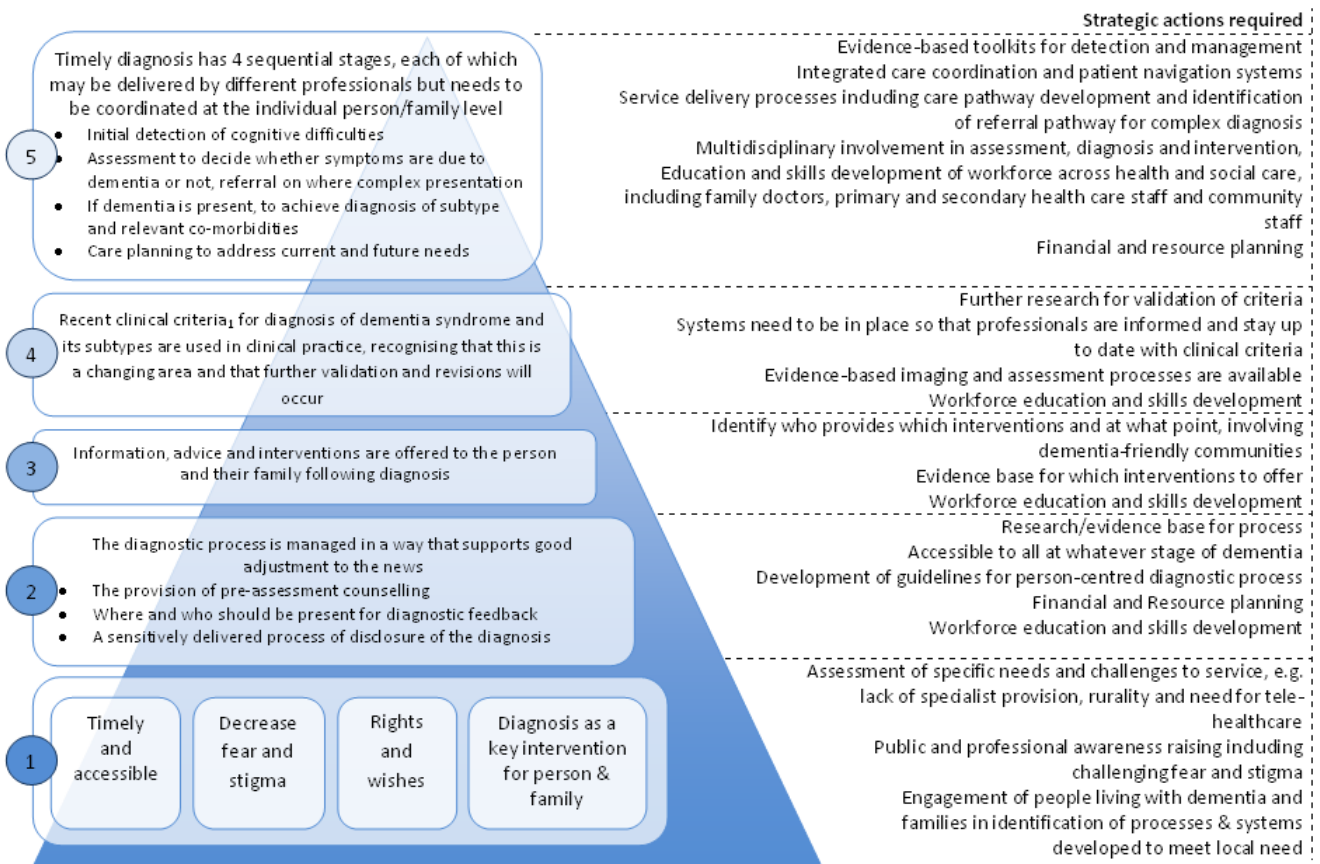 Strategic actions required
Timely diagnosis has 4 sequential stages, each of which
may be delivered by different professionals but needs to
be coordinated at the individual person/family level
• Initial detection of cognitive difficulties
• Assessment to decide whether symptoms are due to
dementia or not, referral on where complex presentation
• If dementia is present, to achieve diagnosis of subtype
and relevant co-morbidities
• Care planning to address current and future needs
5
Evidence-based toolkits for detection and management
Integrated care coordination and patient navigation systems
Service delivery processes including care pathway development and identification
of referral pathway for complex diagnosis
Multidisciplinary involvement in assessment, diagnosis and intervention,
Education and skills development of workforce across health and social care,
including family doctors, primary and secondary health care staff and community
staff
Financial and resource planning
Recent clinical criteria₁ for diagnosis of dementia syndrome and
its subtypes are used in clinical practice, recognising that this is
a changing area and that further validation and revisions will
occur
4
Further research for validation of criteria
Systems need to be in place so that professionals are informed and stay up
to date with clinical criteria
Evidence-based imaging and assessment processes are available
Workforce education and skills development
Information, advice and interventions are offered to the person
and their family following diagnosis
3
Identify who provides which interventions and at what point, involving
dementia-friendly communities
Evidence base for which interventions to offer
Workforce education and skills development
The diagnostic process is managed in a way that supports good
adjustment to the news
• The provision of pre-assessment counselling
• Where and who should be present for diagnostic feedback
• A sensitively delivered process of disclosure of the diagnosis
2
Research/evidence base for process
Accessible to all at whatever stage of dementia
Development of guidelines for person-centred diagnostic process
Financial and Resource planning
Workforce education and skills development
1
Timely
and
accessible
Decrease
fear and
stigma
Rights
and
wishes
Diagnosis as a
key intervention
for person &
family
Assessment of specific needs and challenges to service, e.g.
lack of specialist provision, rurality and need for tele-
healthcare
Public and professional awareness raising including
challenging fear and stigma
Engagement of people living with dementia and
families in identification of processes & systems
developed to meet local need